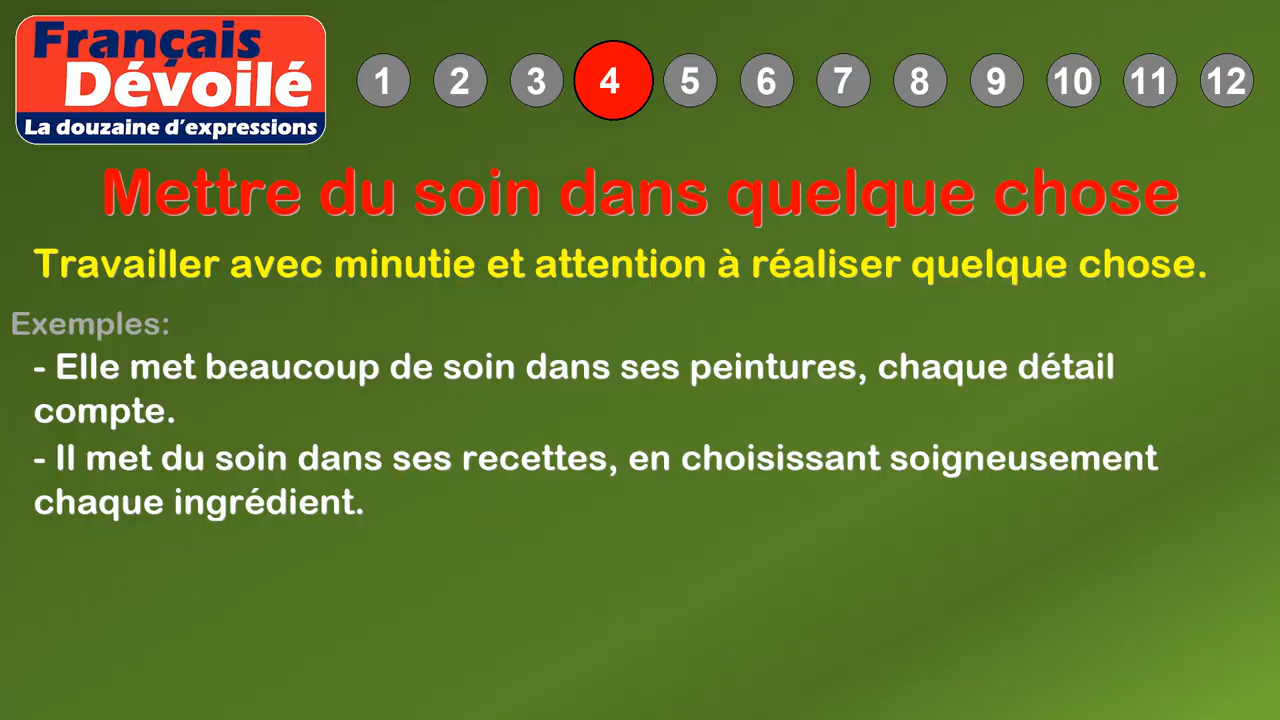 Français
Dévoilé
La douzaine d'expressions
1 2 3 4 5 6 7 8 9 10 11 12
Mettre du soin dans quelque chose
Travailler avec minutie et attention à réaliser quelque chose.
Exemples:
- Elle met beaucoup de soin dans ses peintures, chaque détail
compte.
- Il met du soin dans ses recettes, en choisissant soigneusement
chaque ingrédient.